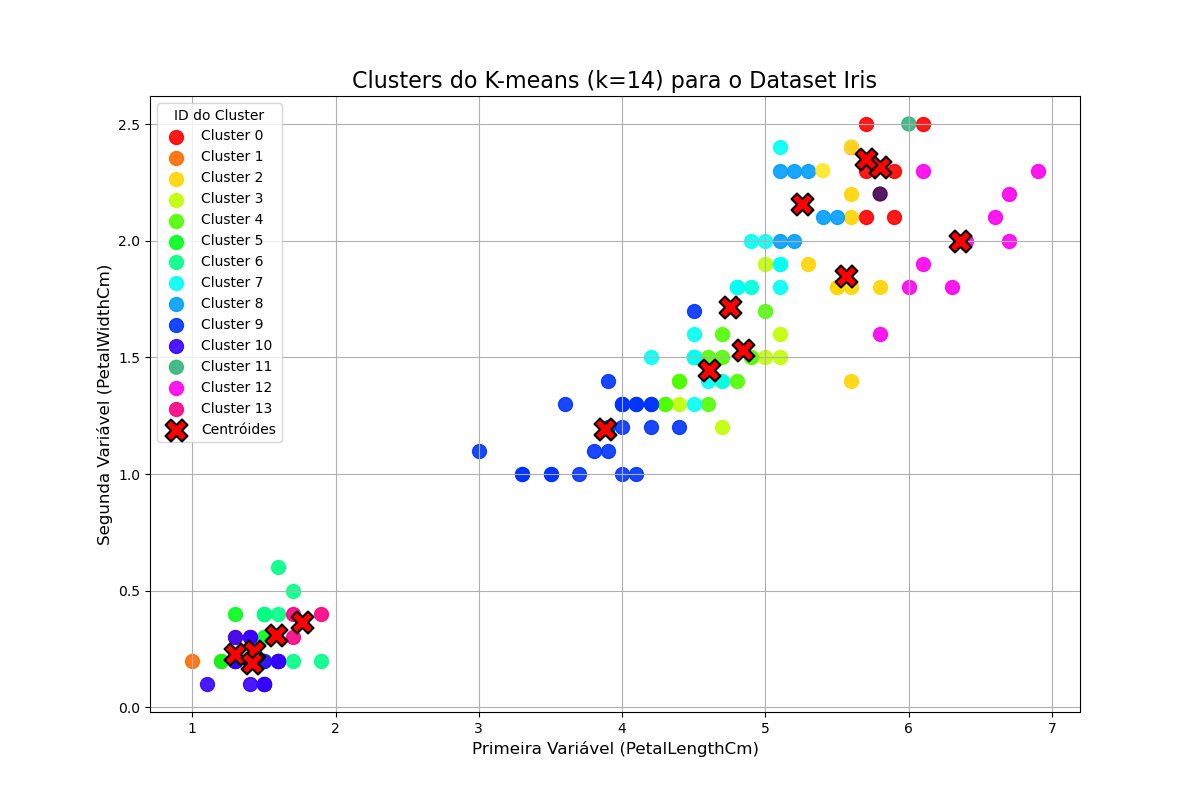 Clusters do K-means (k=14) para o Dataset Iris
ID do Cluster
Cluster 0
Cluster 1
Cluster 2
Cluster 3
Cluster 4
Cluster 5
Cluster 6
Cluster 7
Cluster 8
Cluster 9
Cluster 10
Cluster 11
Cluster 12
Cluster 13
Centróides
Segunda Variável (PetalWidthCm)
2.5
2.0
1.5
1.0
0.5
0.0
1 2 3 4 5 6 7
Primeira Variável (PetalLengthCm)